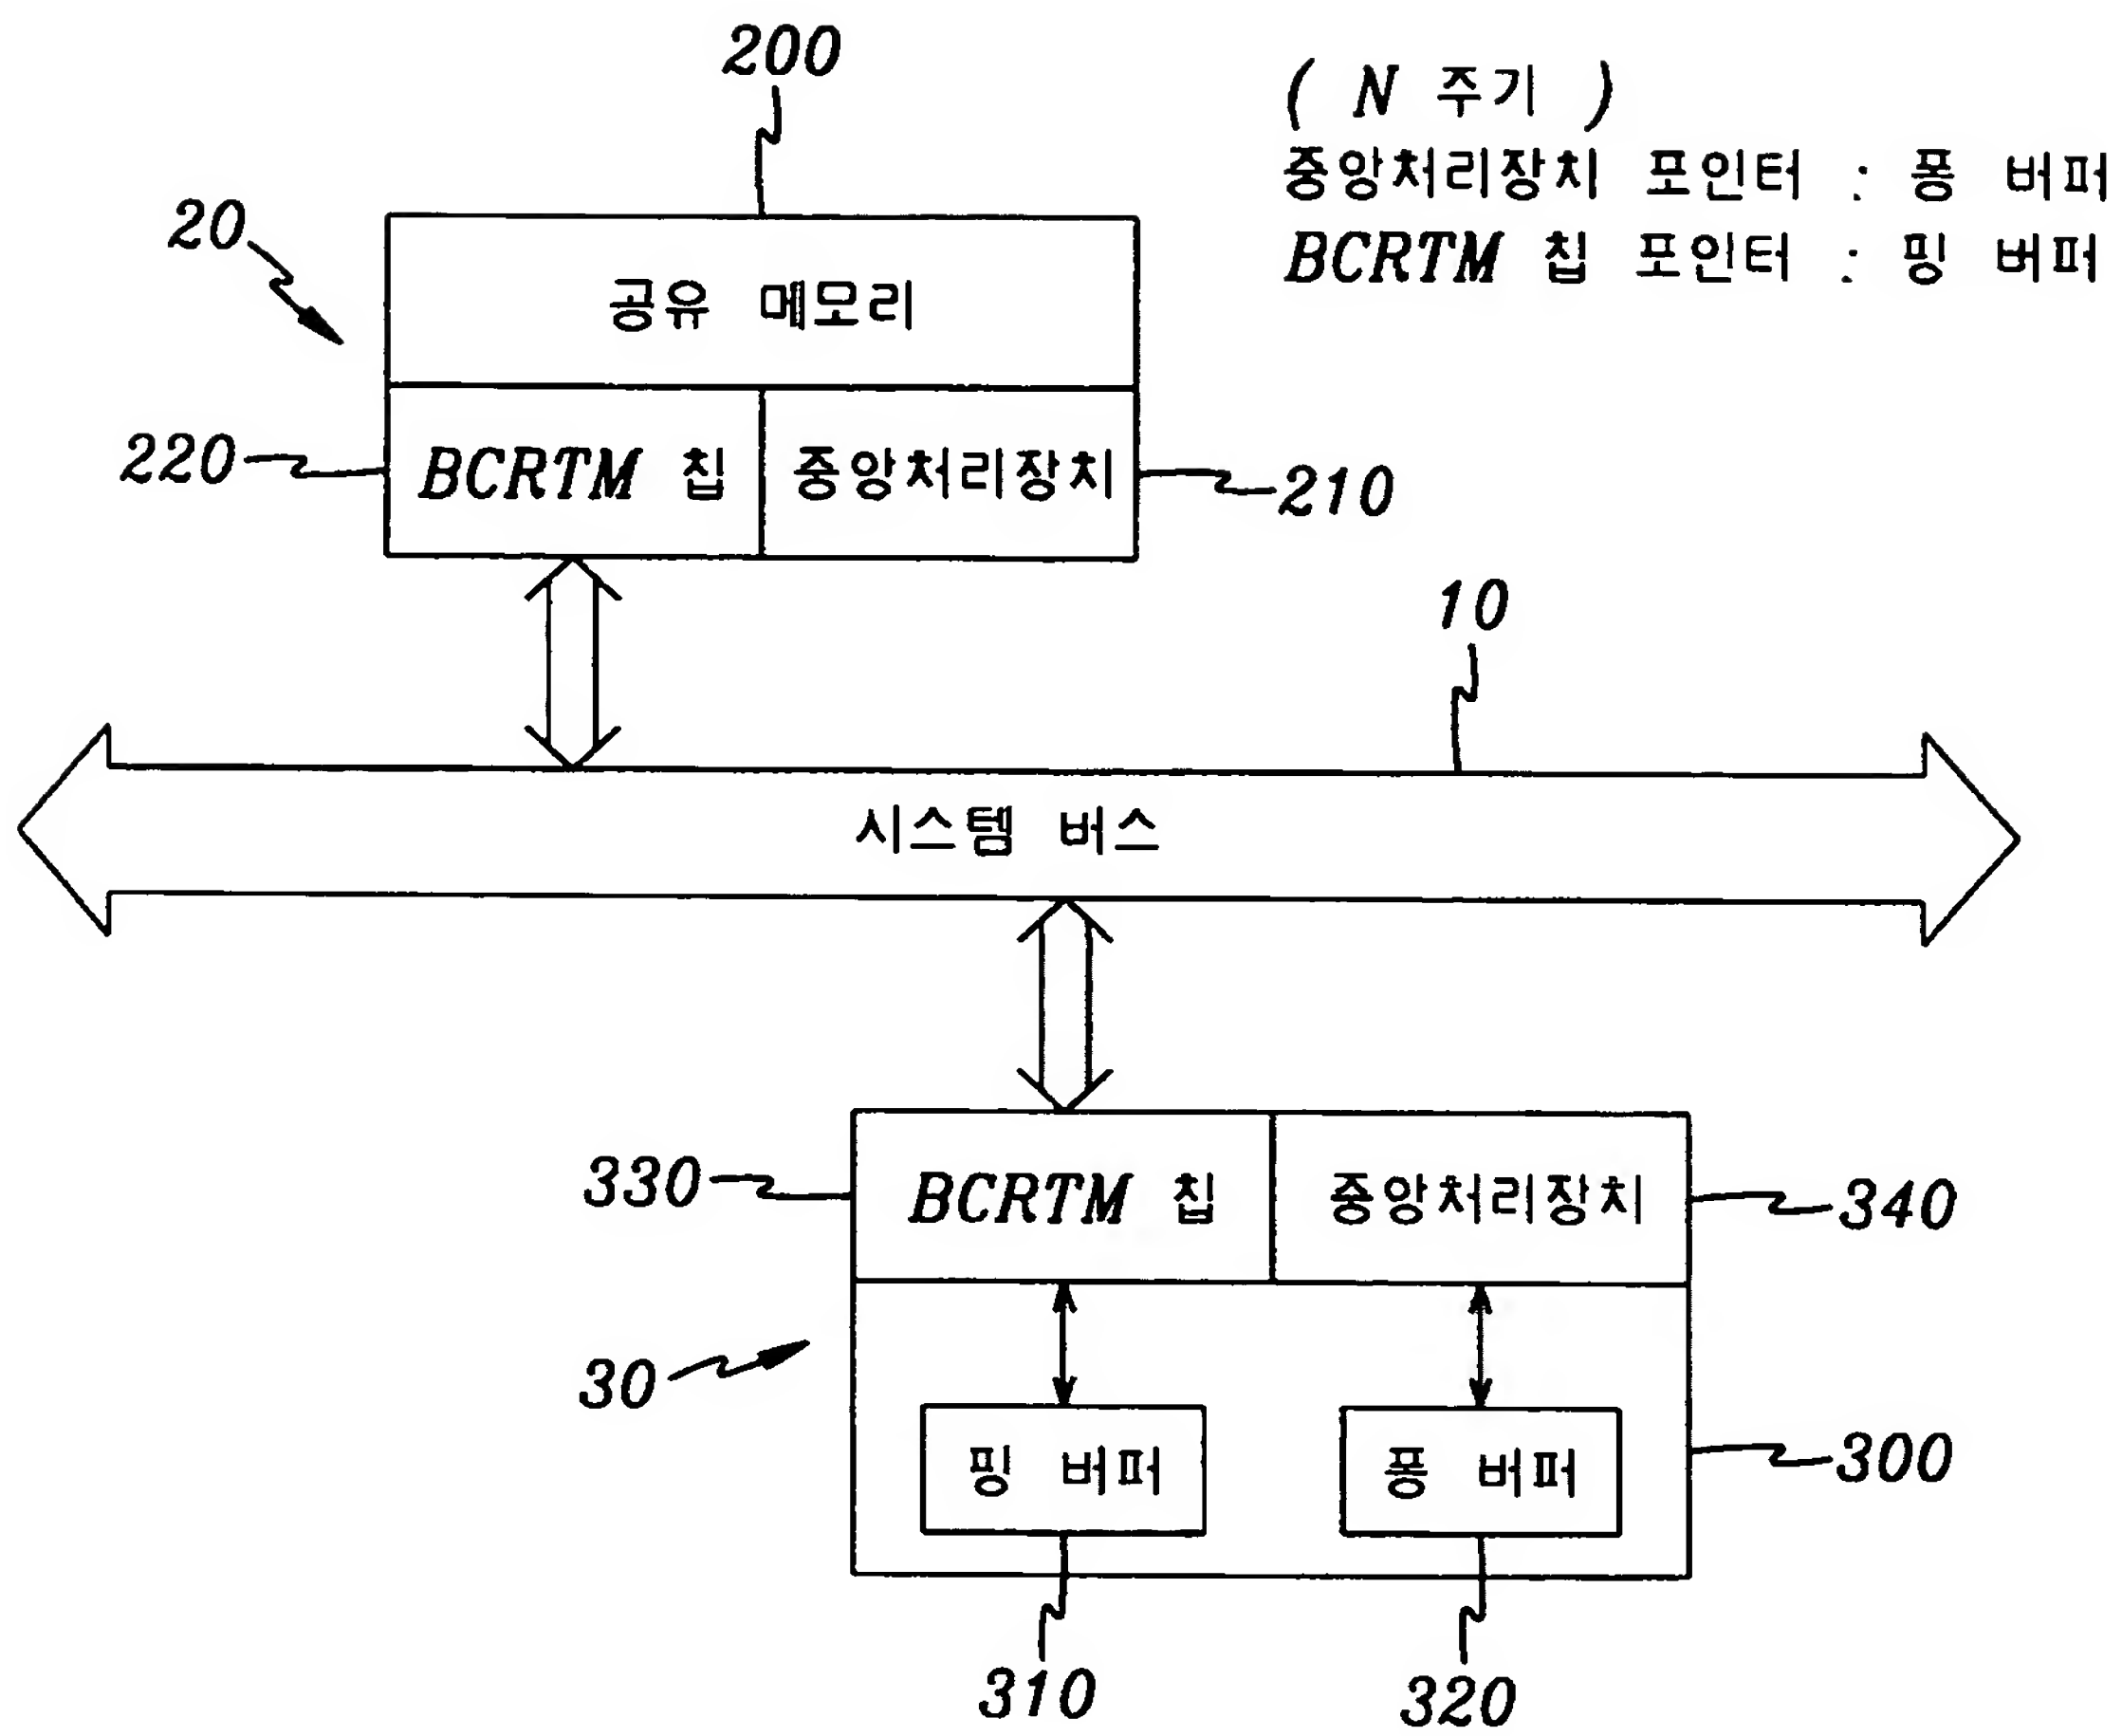 200
( N 주기 )
중앙처리장치 포인터 : 퐁 버퍼
BCRTM 칩 포인터 : 핑 버퍼
20
공유 메모리
220
BCRTM 칩
중앙처리장치
210
10
시스템 버스
330
BCRTM 칩
중앙처리장치
340
30
핑 버퍼
퐁 버퍼
300
310
320